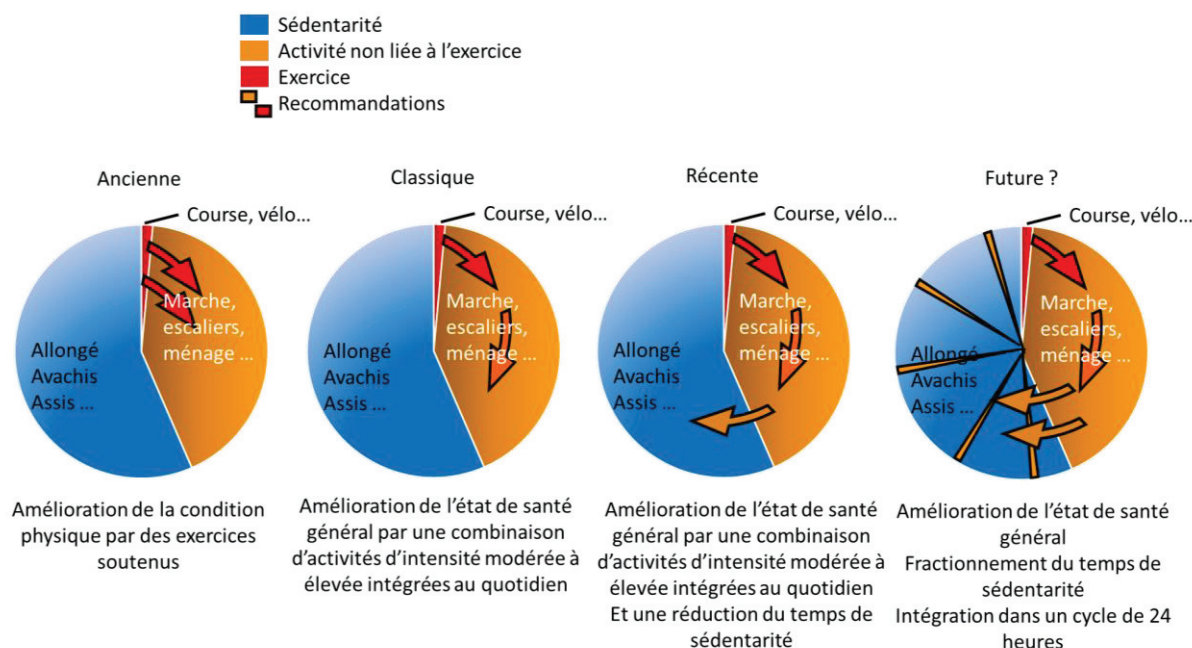 Sédentarité
Activité non liée à l’exercice
Exercice
Recommandations
Ancienne
Course, vélo...
Marche,
escaliers,
ménage ...
Allongé
Avachis
Assis ...
Amélioration de la condition
physique par des exercices
soutenus
Classique
Course, vélo...
Marche,
escaliers,
ménage ...
Allongé
Avachis
Assis ...
Amélioration de l’état de santé
général par une combinaison
d’activités d’intensité modérée à
élevée intégrées au quotidien
Récente
Course, vélo...
Marche,
escaliers,
ménage ...
Allongé
Avachis
Assis ...
Amélioration de l’état de santé
général par une combinaison
d’activités d’intensité modérée à
élevée intégrées au quotidien
Et une réduction du temps de
sédentarité
Future ?
Course, vélo...
Marche,
escaliers,
ménage ...
Allongé
Avachis
Assis ...
Amélioration de l’état de santé
général
Fractionnement du temps de
sédentarité
Intégration dans un cycle de 24
heures